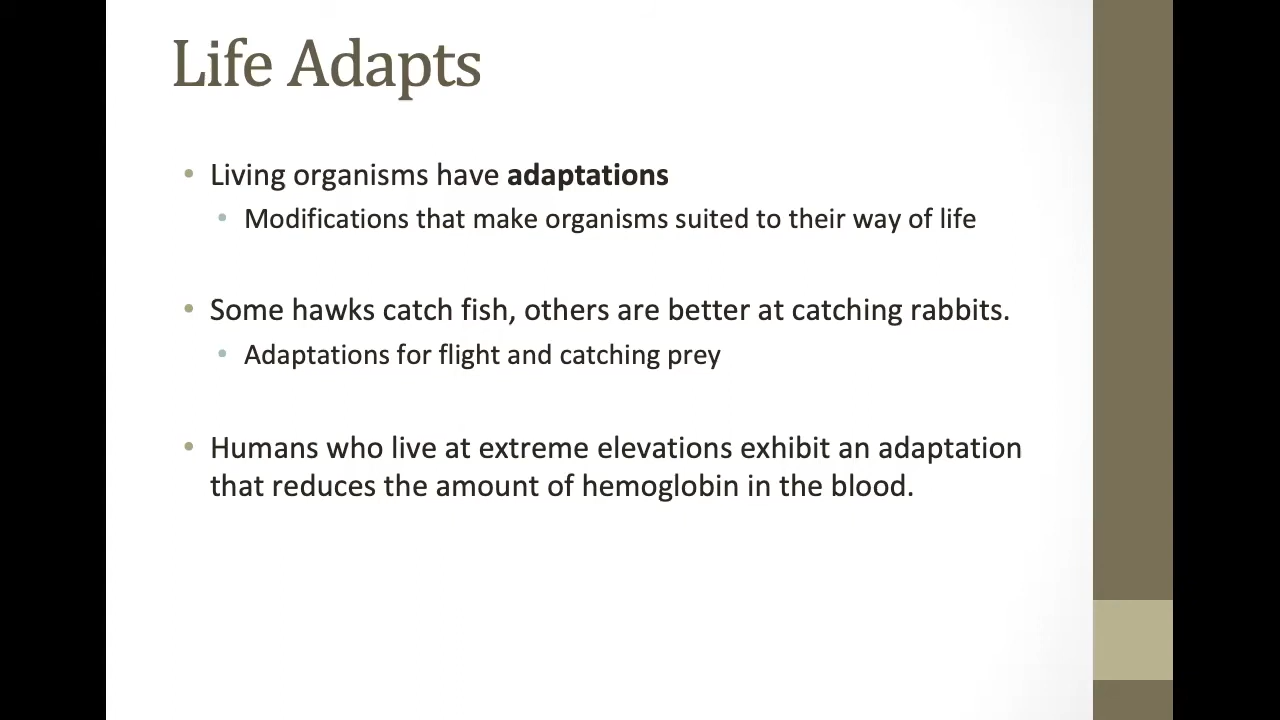 Life Adapts
• Living organisms have adaptations
• Modifications that make organisms suited to their way of life
• Some hawks catch fish, others are better at catching rabbits.
• Adaptations for flight and catching prey
• Humans who live at extreme elevations exhibit an adaptation
that reduces the amount of hemoglobin in the blood.